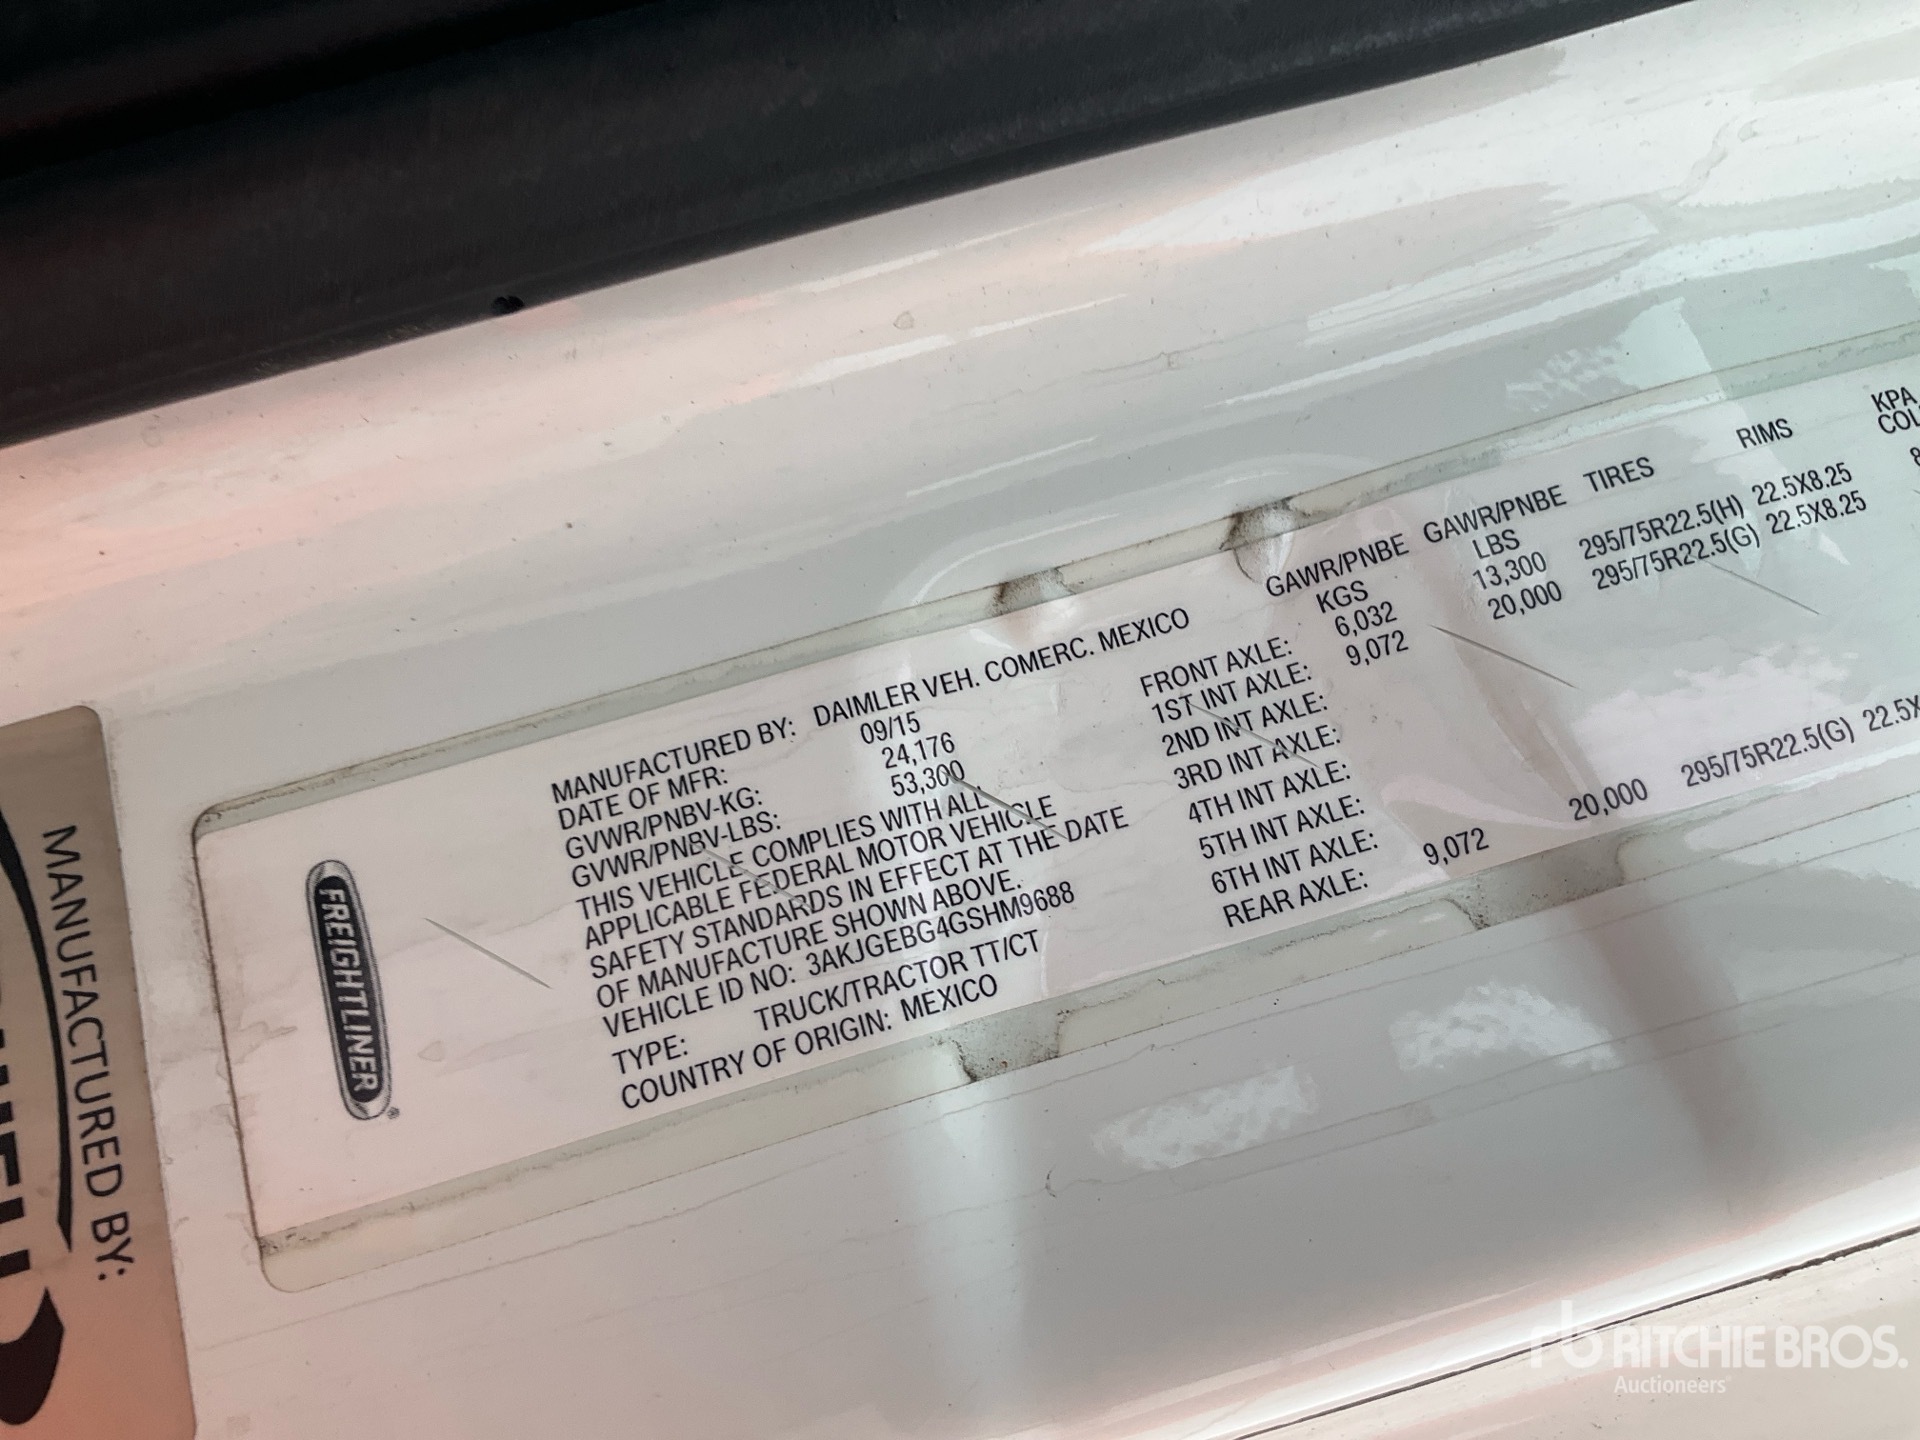 MANUFACTURED BY:
FREIGHTLINER®
MANUFACTURED BY: DAIMLER VEH. COMERC. MEXICO
DATE OF MFR: 09/15
GVWR/PNBV-KG: 24,176
GVWR/PNBV-LBS: 53,300
THIS VEHICLE COMPLIES WITH ALL
APPLICABLE FEDERAL MOTOR VEHICLE
SAFETY STANDARDS IN EFFECT AT THE DATE
OF MANUFACTURE SHOWN ABOVE.
VEHICLE ID NO: 3AKJGEBG4GSHM9688
TYPE: TRUCK/TRACTOR TT/CT
COUNTRY OF ORIGIN: MEXICO
GAWR/PNBE GAWR/PNBE TIRES RIMS KPA
KGS LBS
FRONT AXLE: 6,032 13,300 295/75R22.5(H) 22.5X8.25
1ST INT AXLE: 9,072 20,000 295/75R22.5(G) 22.5X8.25
2ND INT AXLE:
3RD INT AXLE:
4TH INT AXLE:
5TH INT AXLE:
6TH INT AXLE:
REAR AXLE: 9,072 20,000 295/75R22.5(G) 22.5X
rb RITCHIE BROS.
Auctioneers